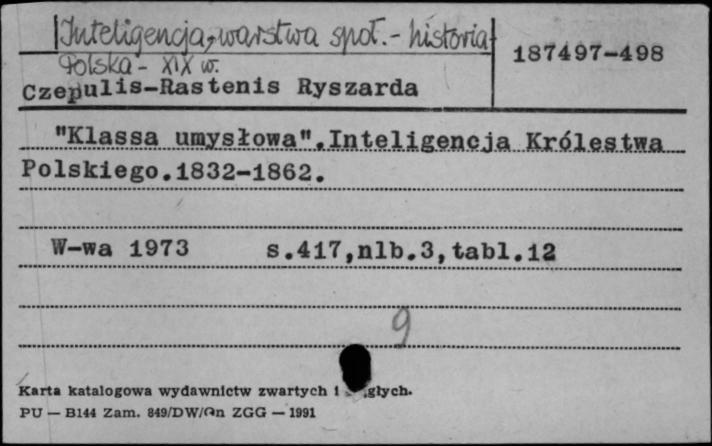 Inteligencja, warstwa społ. - historia
187497-498
Polska - XIX w.
Czepulis-Rastenis Ryszarda
"Klassa umysłowa".Inteligencja Królestwa
Polskiego.1832-1862.
W-wa 1973 s.417,nlb.3,tabl.12
9
Karta katalogowa wydawnictw zwartych i głych.
PU — B144 Zam. 849/DW/Gn ZGG — 1991